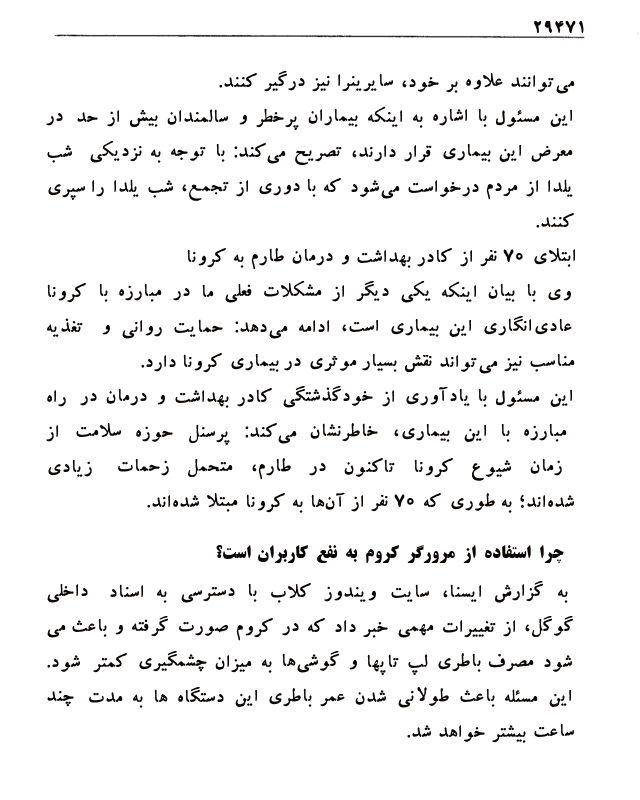 ۲۹۴۷۱
می‌توانند علاوه بر خود، سایرینرا نیز درگیر کنند.
این مسئول با اشاره به اینکه بیماران پرخطر و سالمندان بیش از حد در
معرض این بیماری قرار دارند، تصریح می‌کند: با توجه به نزدیکی شب
یلدا از مردم درخواست می‌شود که با دوری از تجمع، شب یلدا را سپری
کنند.
ابتلای ۷۰ نفر از کادر بهداشت و درمان طارم به کرونا
وی با بیان اینکه یکی دیگر از مشکلات فعلی ما در مبارزه با کرونا
عادی‌انگاری این بیماری است، ادامه می‌دهد: حمایت روانی و تغذیه
مناسب نیز می‌تواند نقش بسیار موثری در بیماری کرونا دارد.
این مسئول با یادآوری از خودگذشتگی کادر بهداشت و درمان در راه
مبارزه با این بیماری، خاطرنشان می‌کند: پرسنل حوزه سلامت از
زمان شیوع کرونا تاکنون در طارم، متحمل زحمات زیادی
شده‌اند؛ به طوری که ۷۰ نفر از آن‌ها به کرونا مبتلا شده‌اند.
چرا استفاده از مرورگر کروم به نفع کاربران است؟
به گزارش ایسنا، سایت ویندوز کلاب با دسترسی به اسناد داخلی
گوگل، از تغییرات مهمی خبر داد که در کروم صورت گرفته و باعث می
شود مصرف باطری لپ تاپها و گوشی‌ها به میزان چشمگیری کمتر شود.
این مسئله باعث طولانی شدن عمر باطری این دستگاه ها به مدت چند
ساعت بیشتر خواهد شد.